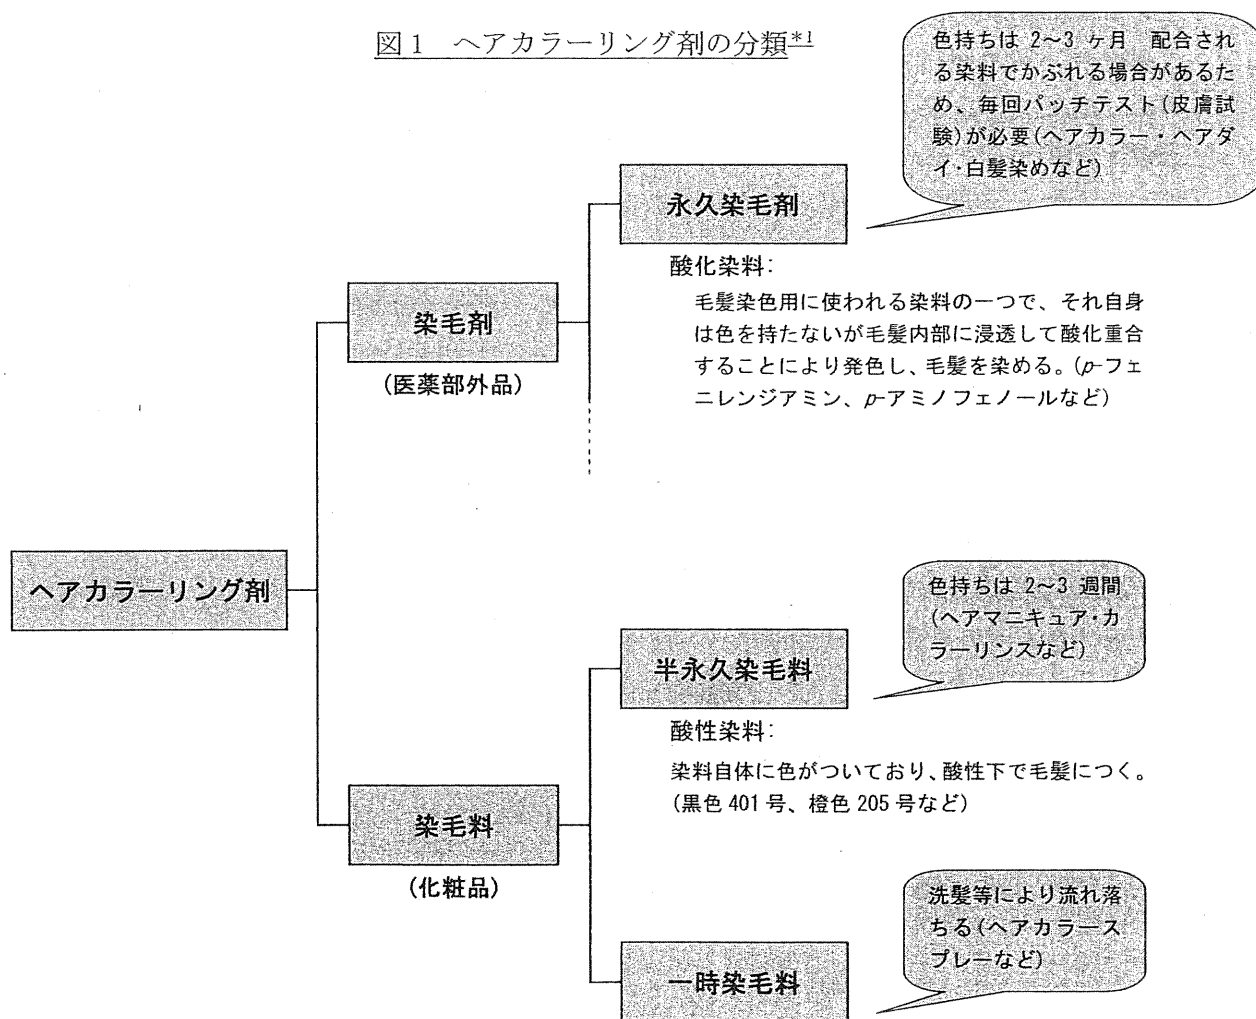 図1 ヘアカラーリング剤の分類*1
色持ちは 2～3 ヶ月 配合され
る染料でかぶれる場合があるた
め、毎回パッチテスト(皮膚試
験)が必要(ヘアカラー・ヘアダ
イ・白髪染めなど)
永久染毛剤
酸化染料:
毛髪染色用に使われる染料の一つで、それ自身
は色を持たないが毛髪内部に浸透して酸化重合
することにより発色し、毛髪を染める。(p-フェ
ニレンジアミン、p-アミノフェノールなど)
染毛剤
(医薬部外品)
ヘアカラーリング剤
色持ちは 2～3 週間
(ヘアマニキュア・カ
ラーリンスなど)
半永久染毛料
酸性染料:
染料自体に色がついており、酸性下で毛髪につく。
(黒色 401 号、橙色 205 号など)
染毛料
(化粧品)
洗髪等により流れ落
ちる(ヘアカラース
プレーなど)
一時染毛料